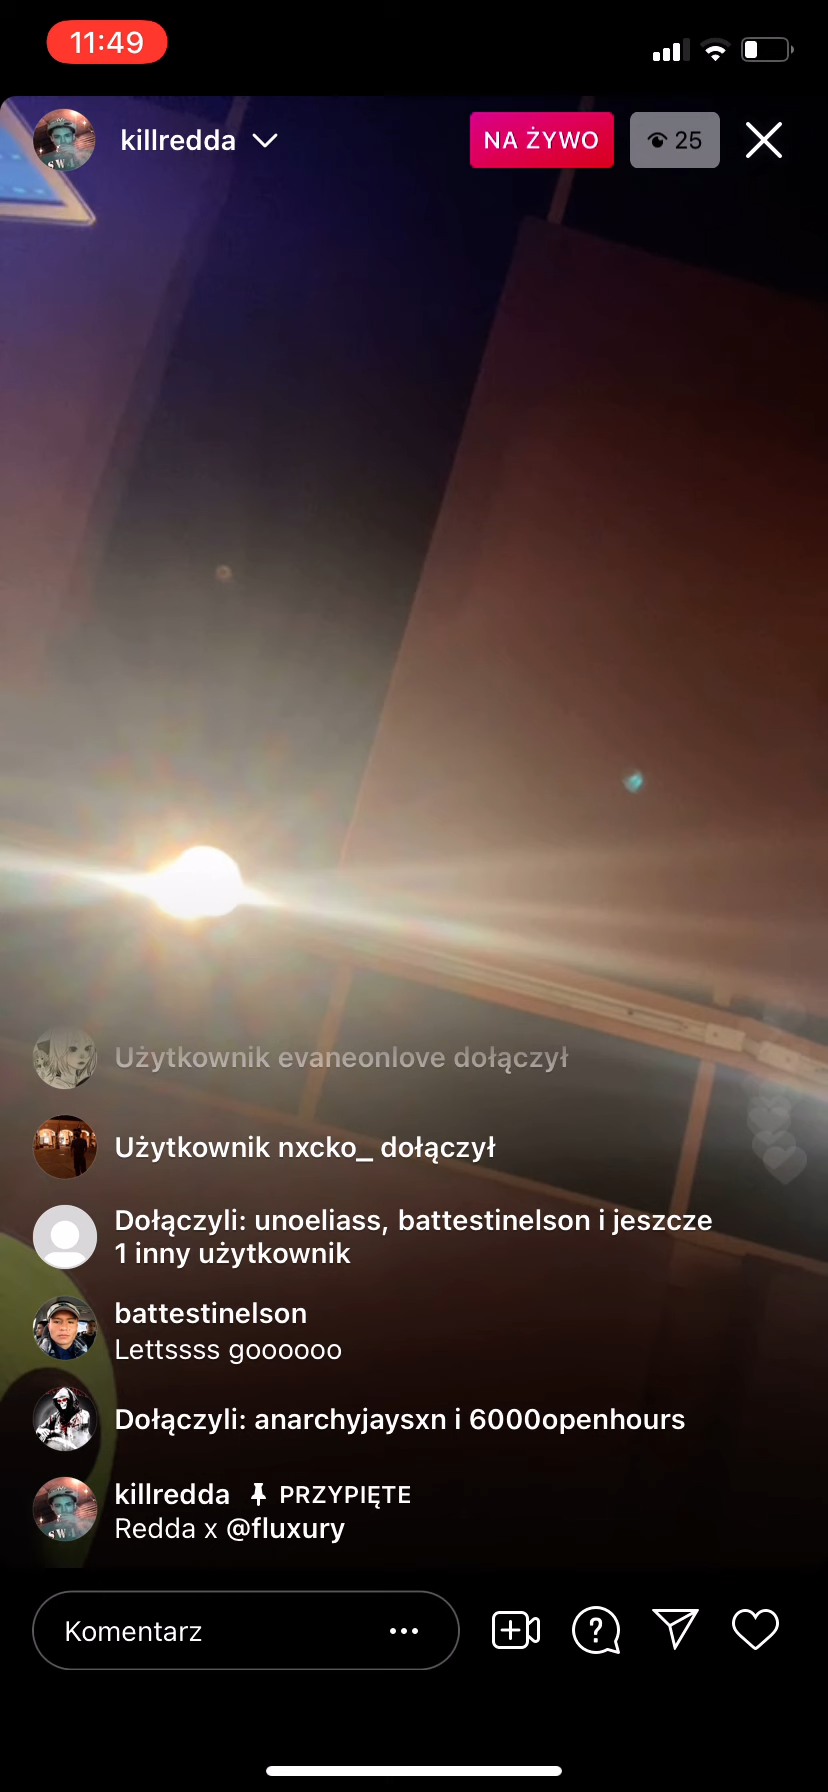 11:49
killredda
NA ŻYWO
25
Użytkownik evaneonlove dołączył
Użytkownik nxcko_ dołączył
Dołączyli: unoeliass, battestinelson i jeszcze
1 inny użytkownik
battestinelson
Lettssss goooooo
Dołączyli: anarchyjaysxn i 6000openhours
killredda PRZYPIĘTE
Redda x @fluxury
Komentarz